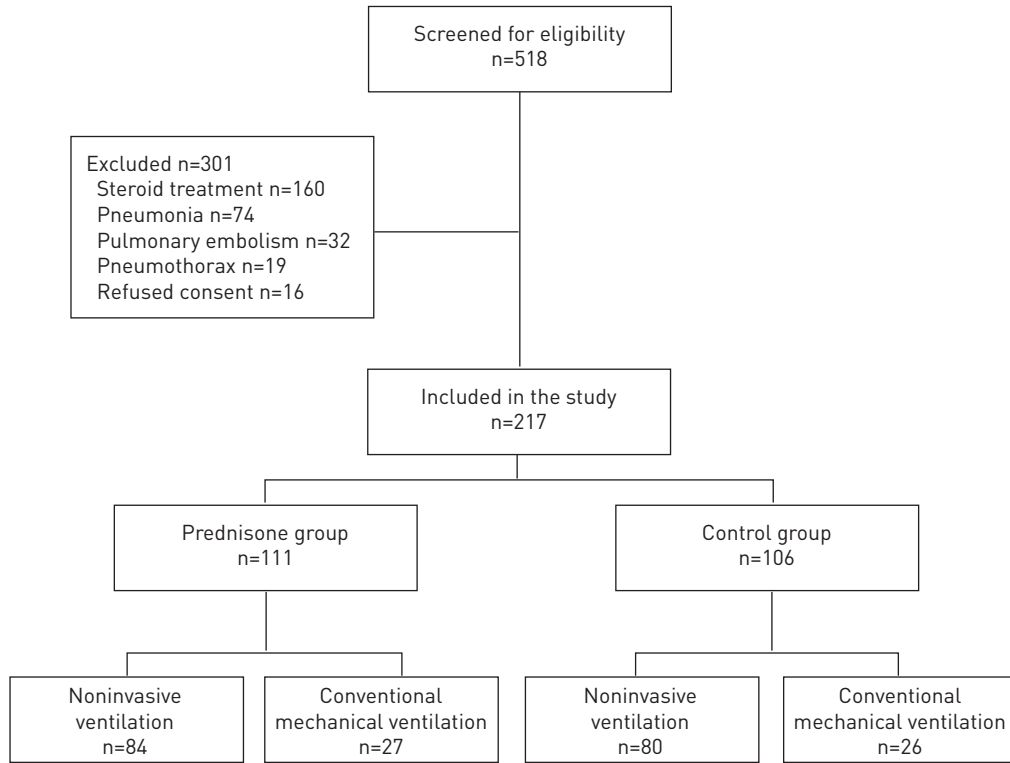 Screened for eligibility
n=518
Excluded n=301
Steroid treatment n=160
Pneumonia n=74
Pulmonary embolism n=32
Pneumothorax n=19
Refused consent n=16
Included in the study
n=217
Prednisone group
n=111
Control group
n=106
Noninvasive
ventilation
n=84
Conventional
mechanical ventilation
n=27
Noninvasive
ventilation
n=80
Conventional
mechanical ventilation
n=26